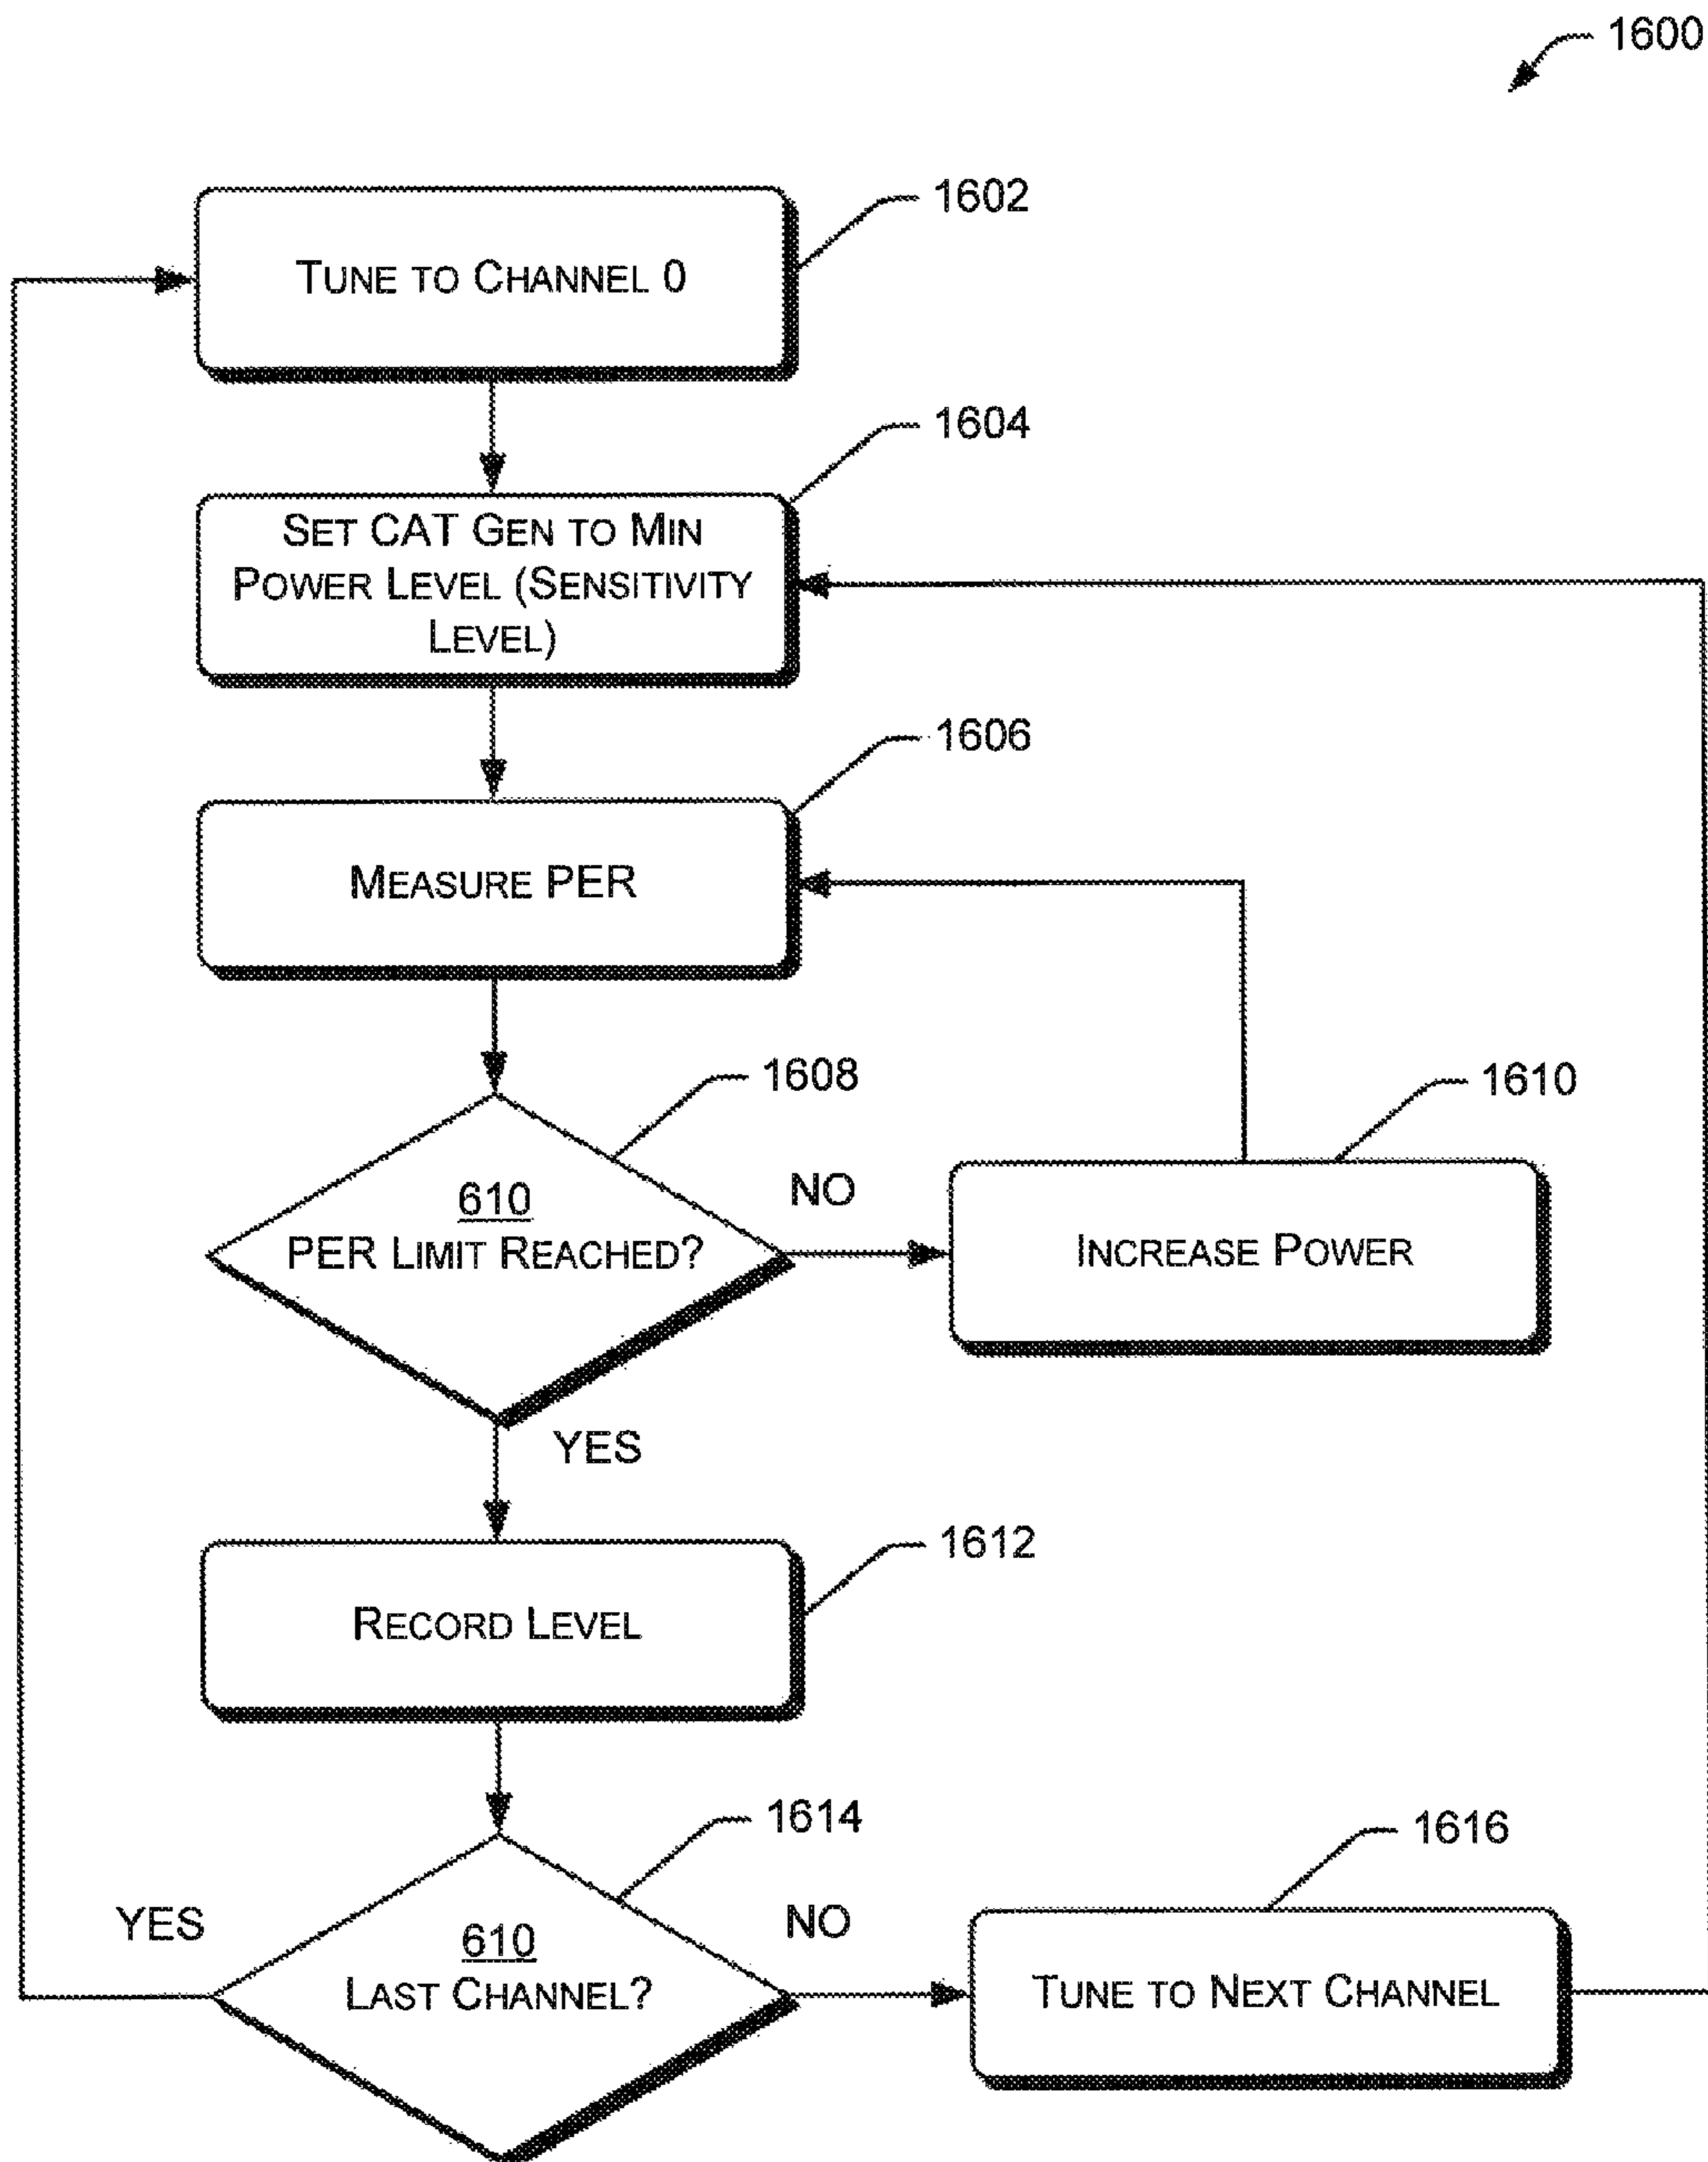 1600
1602
TUNE TO CHANNEL 0
1604
SET CAT GEN TO MIN
POWER LEVEL (SENSITIVITY
LEVEL)
1606
MEASURE PER
1608
610
PER LIMIT REACHED?
NO
1610
INCREASE POWER
YES
1612
RECORD LEVEL
1614
610
LAST CHANNEL?
YES
NO
1616
TUNE TO NEXT CHANNEL